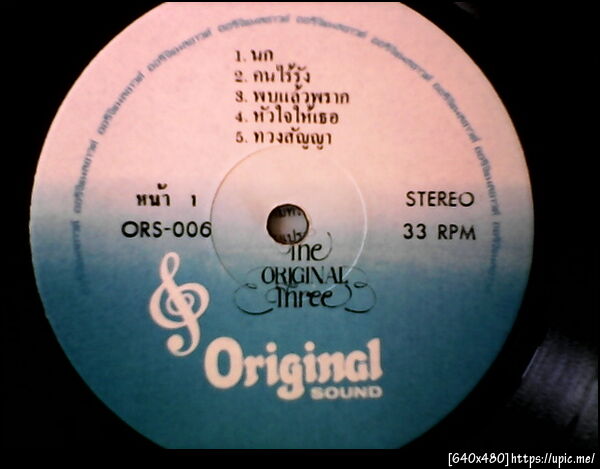 1. นก
2. คนไร้รัง
3. พบแล้วพราก
4. หัวใจให้เธอ
5. ทวงสัญญา
หน้า 1
STEREO
ORS-006
33 RPM
The
ORIGINAL
Three
Original
SOUND
[640x480]https://upic.me/